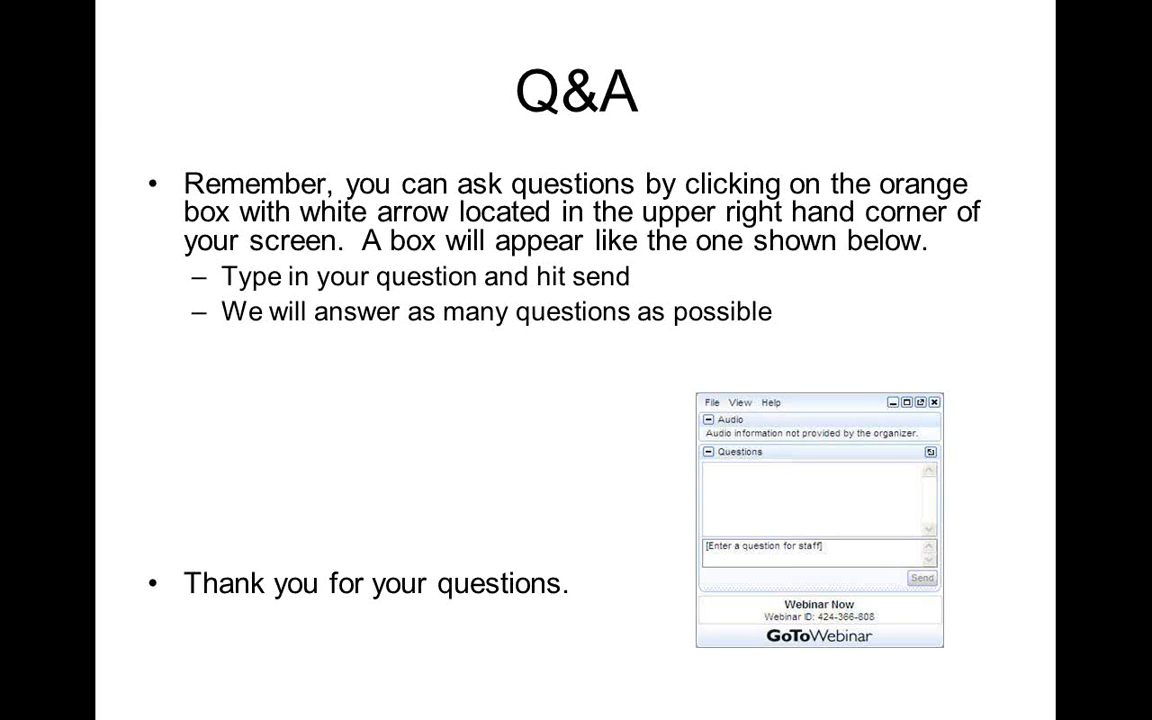 Q&A
• Remember, you can ask questions by clicking on the orange
box with white arrow located in the upper right hand corner of
your screen.  A box will appear like the one shown below.
– Type in your question and hit send
– We will answer as many questions as possible
File View Help
Audio
Audio information not provided by the organizer.
Questions
[Enter a question for staff]
Send
Webinar Now
Webinar ID: 424-366-808
GoToWebinar
• Thank you for your questions.